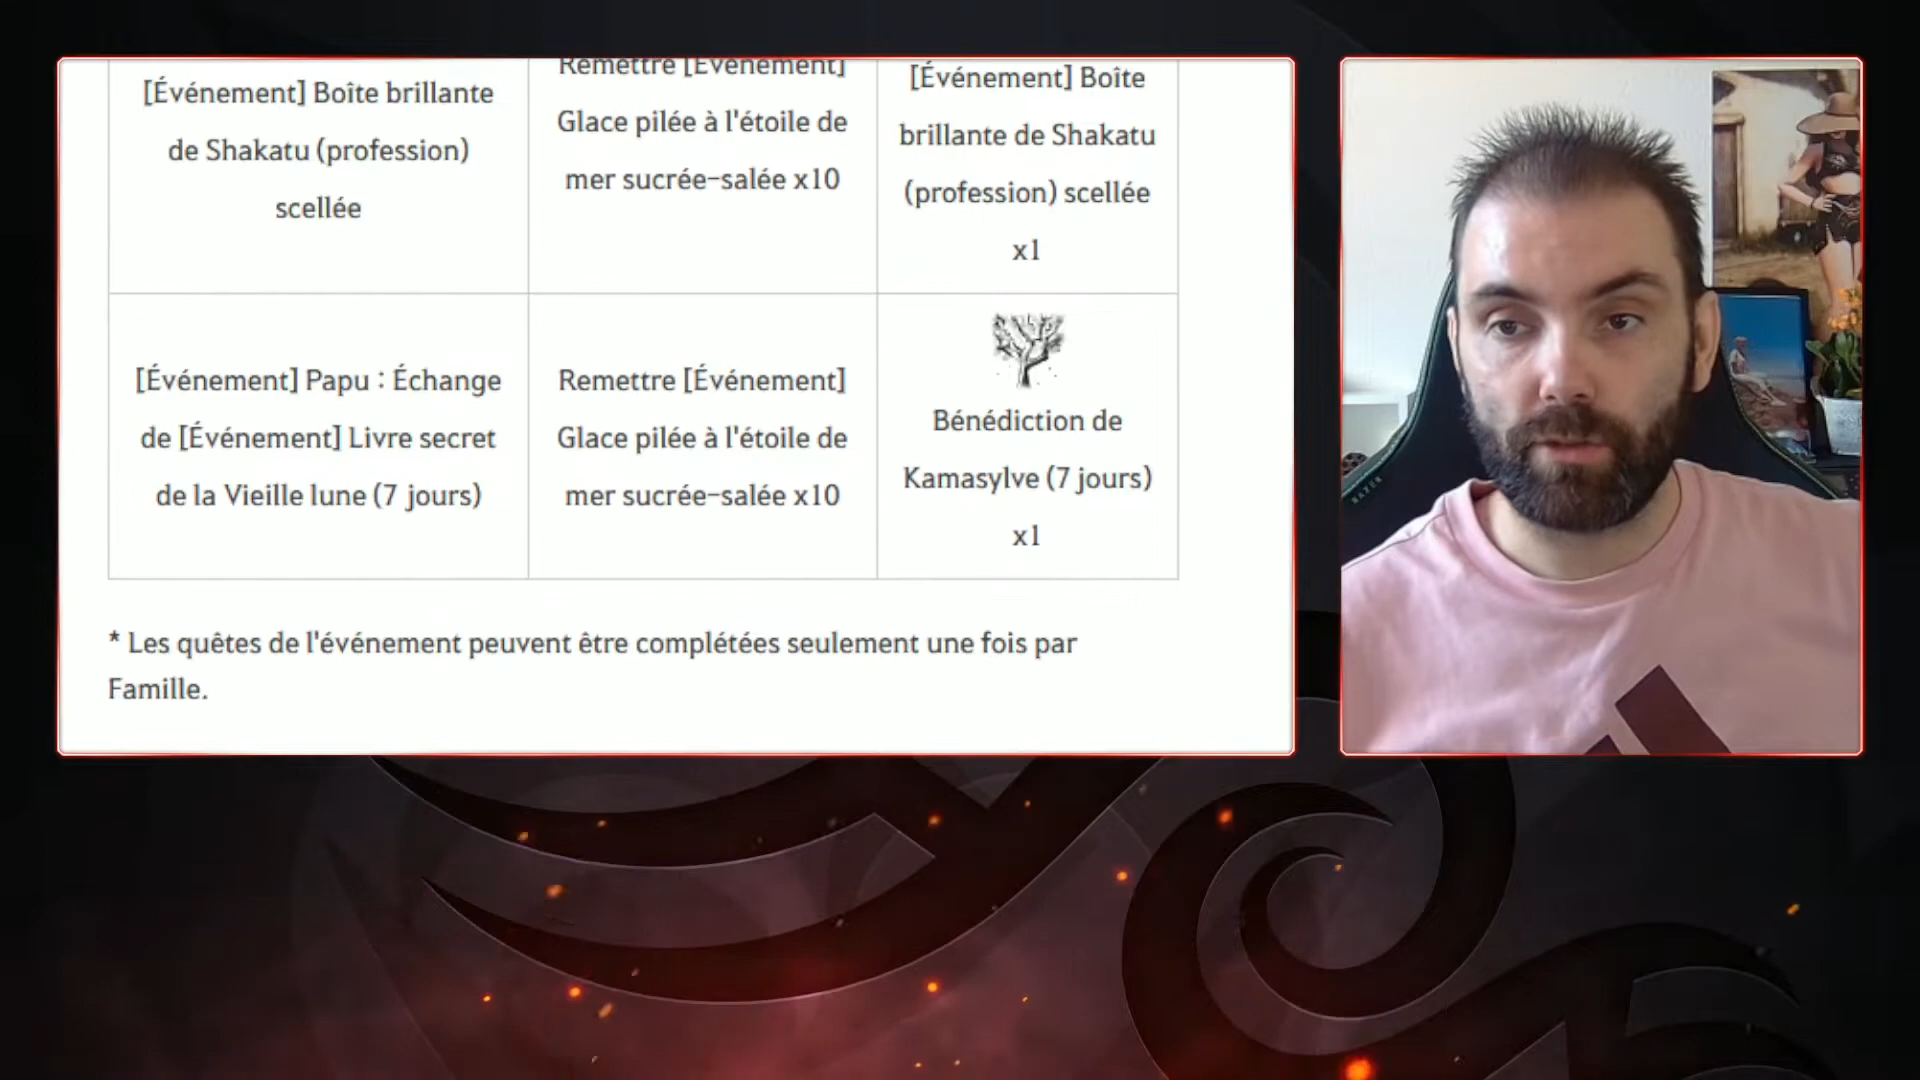 [Événement] Boîte brillante
de Shakatu (profession)
scellée
Remettre [Événement]
Glace pilée à l'étoile de
mer sucrée-salée x10
[Événement] Boîte
brillante de Shakatu
(profession) scellée
x1
[Événement] Papu : Échange
de [Événement] Livre secret
de la Vieille lune (7 jours)
Remettre [Événement]
Glace pilée à l'étoile de
mer sucrée-salée x10
Bénédiction de
Kamasylve (7 jours)
x1
* Les quêtes de l'événement peuvent être complétées seulement une fois par
Famille.